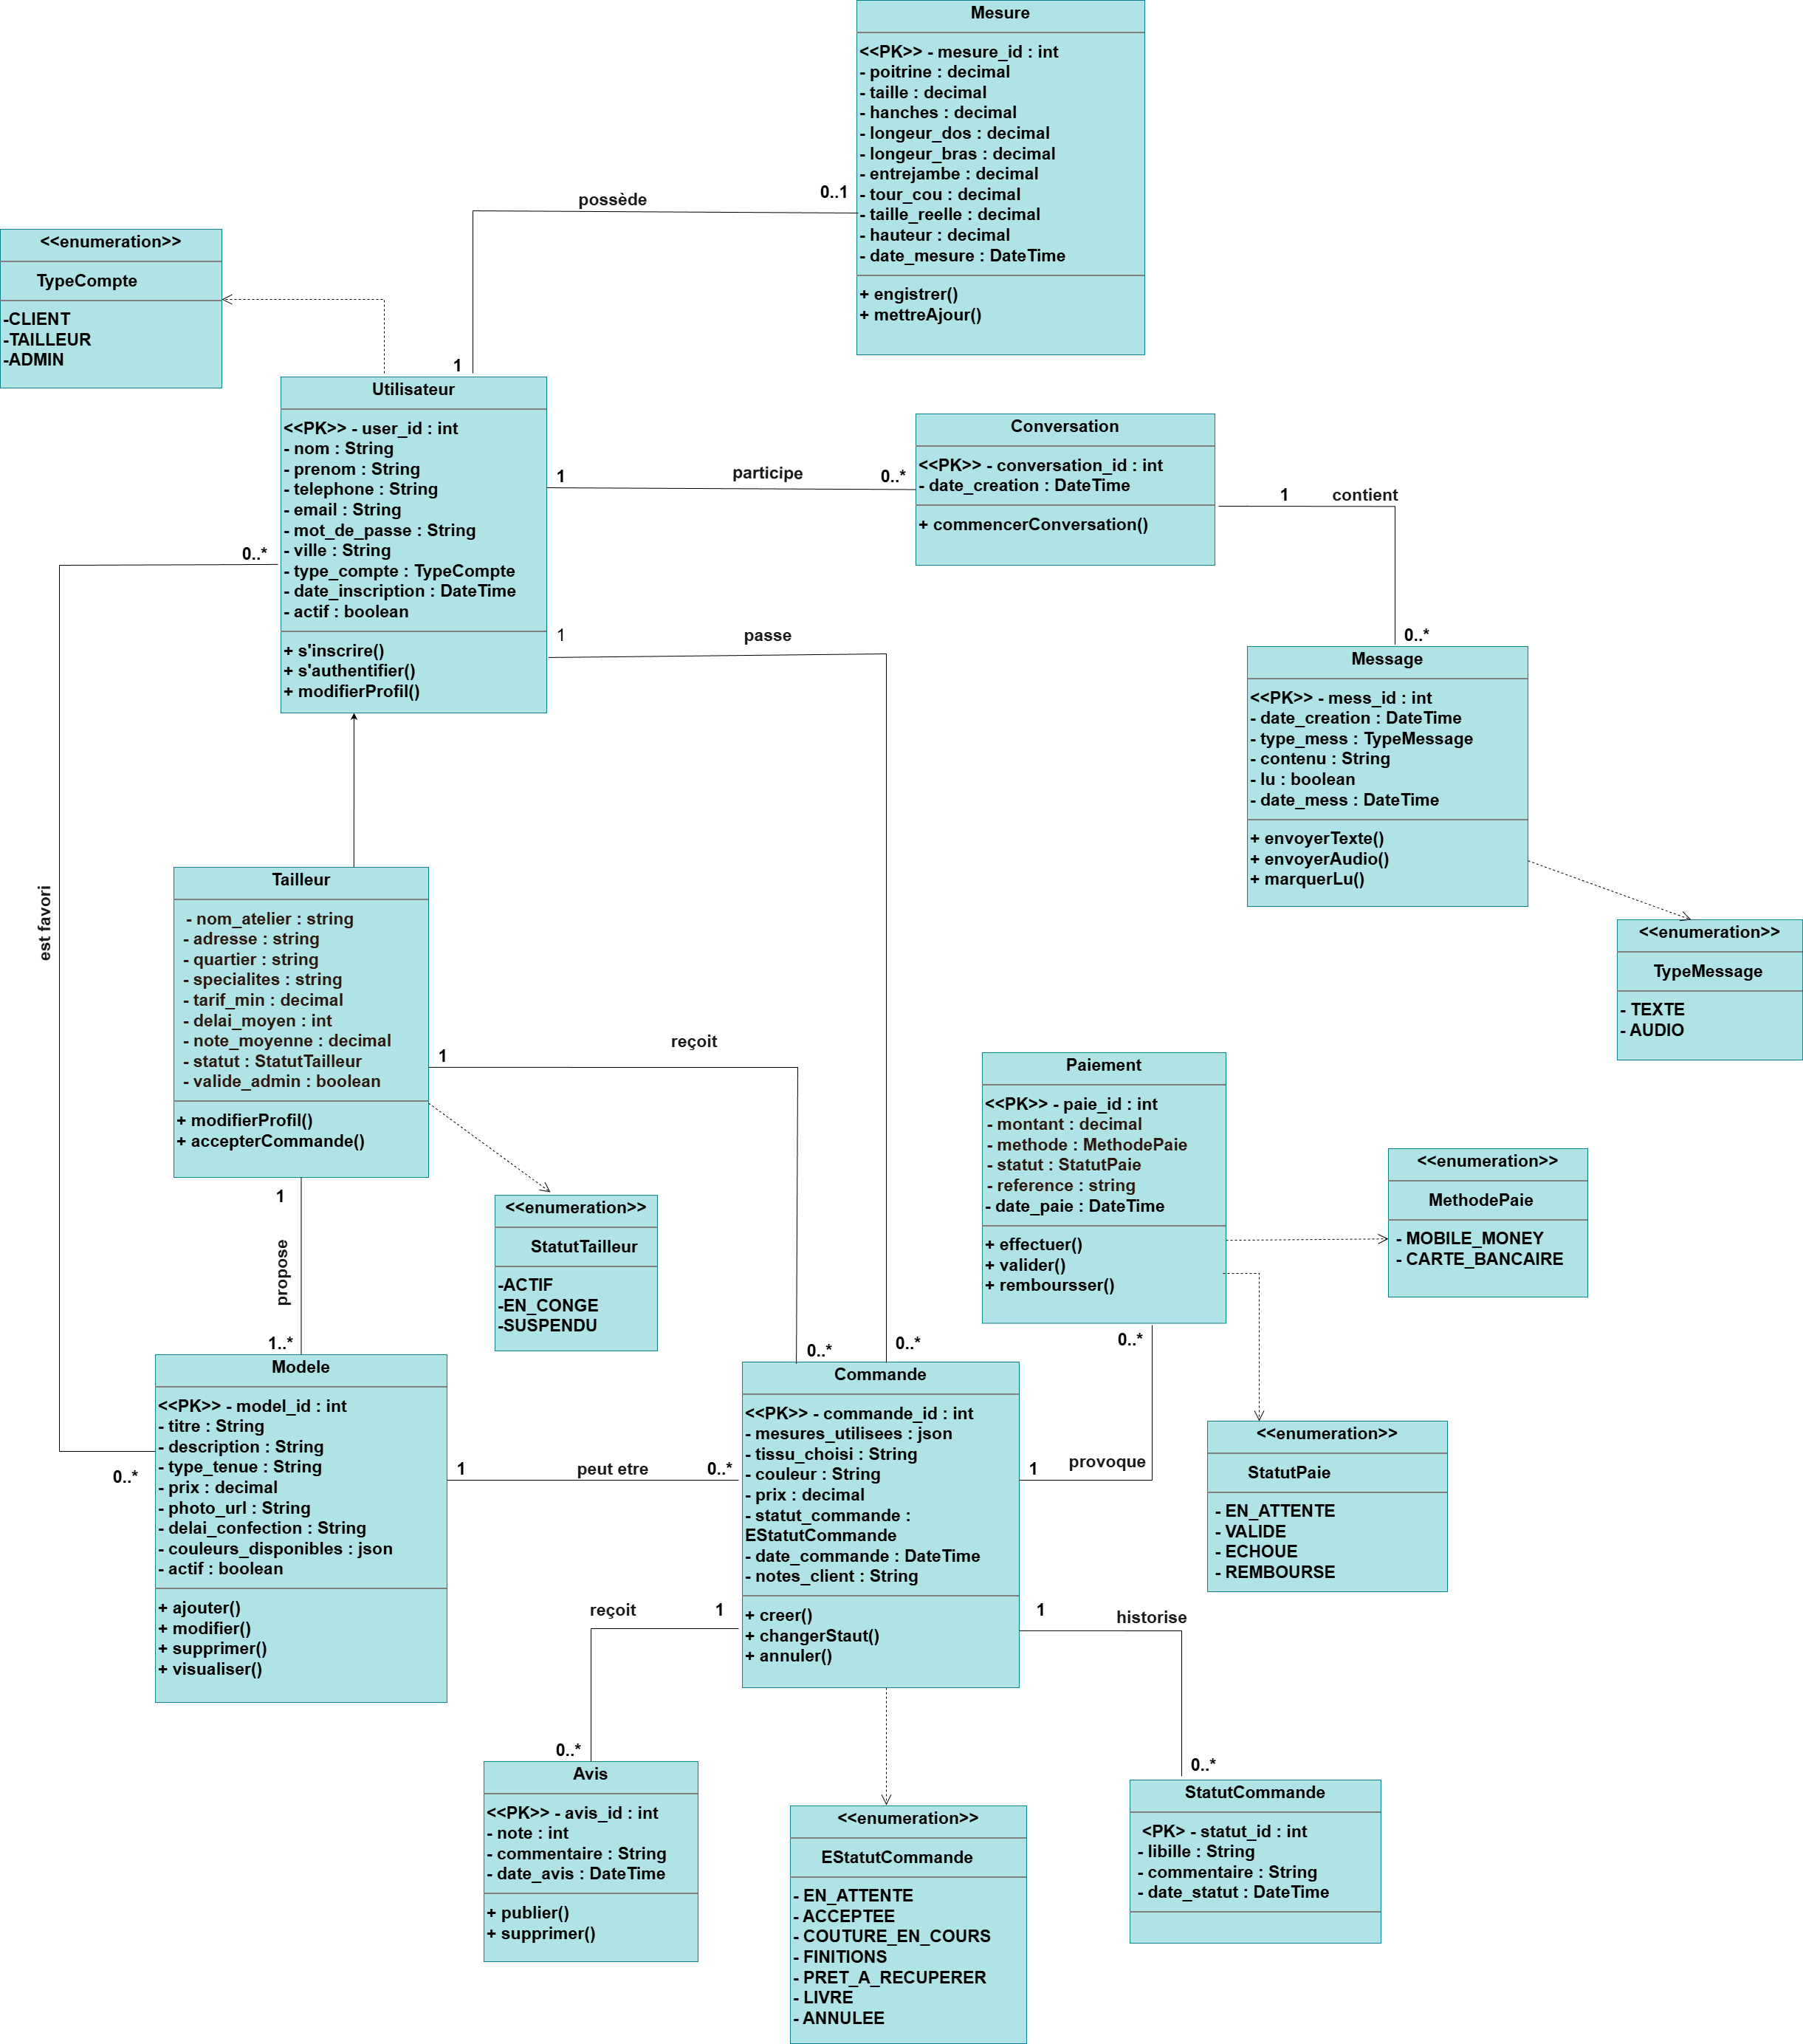 Mesure
<<PK>> - mesure_id : int
- poitrine : decimal
- taille : decimal
- hanches : decimal
- longeur_dos : decimal
- longeur_bras : decimal
- entrejambe : decimal
- tour_cou : decimal
- taille_reelle : decimal
- hauteur : decimal
- date_mesure : DateTime
+ engistrer()
+ mettreAjour()
possède
0..1
1
<<enumeration>>
TypeCompte
-CLIENT
-TAILLEUR
-ADMIN
Utilisateur
<<PK>> - user_id : int
- nom : String
- prenom : String
- telephone : String
- email : String
- mot_de_passe : String
- ville : String
- type_compte : TypeCompte
- date_inscription : DateTime
- actif : boolean
+ s'inscrire()
+ s'authentifier()
+ modifierProfil()
1
participe
0..*
Conversation
<<PK>> - conversation_id : int
- date_creation : DateTime
+ commencerConversation()
1
contient
0..*
Message
<<PK>> - mess_id : int
- date_creation : DateTime
- type_mess : TypeMessage
- contenu : String
- lu : boolean
- date_mess : DateTime
+ envoyerTexte()
+ envoyerAudio()
+ marquerLu()
<<enumeration>>
TypeMessage
- TEXTE
- AUDIO
0..*
est favori
0..*
1
passe
0..*
Tailleur
- nom_atelier : string
- adresse : string
- quartier : string
- specialites : string
- tarif_min : decimal
- delai_moyen : int
- note_moyenne : decimal
- statut : StatutTailleur
- valide_admin : boolean
+ modifierProfil()
+ accepterCommande()
1
reçoit
0..*
<<enumeration>>
StatutTailleur
-ACTIF
-EN_CONGE
-SUSPENDU
1
propose
1..*
Paiement
<<PK>> - paie_id : int
- montant : decimal
- methode : MethodePaie
- statut : StatutPaie
- reference : string
- date_paie : DateTime
+ effectuer()
+ valider()
+ remboursser()
<<enumeration>>
MethodePaie
- MOBILE_MONEY
- CARTE_BANCAIRE
<<enumeration>>
StatutPaie
- EN_ATTENTE
- VALIDE
- ECHOUE
- REMBOURSE
Modele
<<PK>> - model_id : int
- titre : String
- description : String
- type_tenue : String
- prix : decimal
- photo_url : String
- delai_confection : String
- couleurs_disponibles : json
- actif : boolean
+ ajouter()
+ modifier()
+ supprimer()
+ visualiser()
1
peut etre
0..*
Commande
<<PK>> - commande_id : int
- mesures_utilisees : json
- tissu_choisi : String
- couleur : String
- prix : decimal
- statut_commande :
EStatutCommande
- date_commande : DateTime
- notes_client : String
+ creer()
+ changerStaut()
+ annuler()
1
provoque
0..*
reçoit
1
0..*
1
historise
0..*
Avis
<<PK>> - avis_id : int
- note : int
- commentaire : String
- date_avis : DateTime
+ publier()
+ supprimer()
<<enumeration>>
EStatutCommande
- EN_ATTENTE
- ACCEPTEE
- COUTURE_EN_COURS
- FINITIONS
- PRET_A_RECUPERER
- LIVRE
- ANNULEE
StatutCommande
<PK> - statut_id : int
- libille : String
- commentaire : String
- date_statut : DateTime